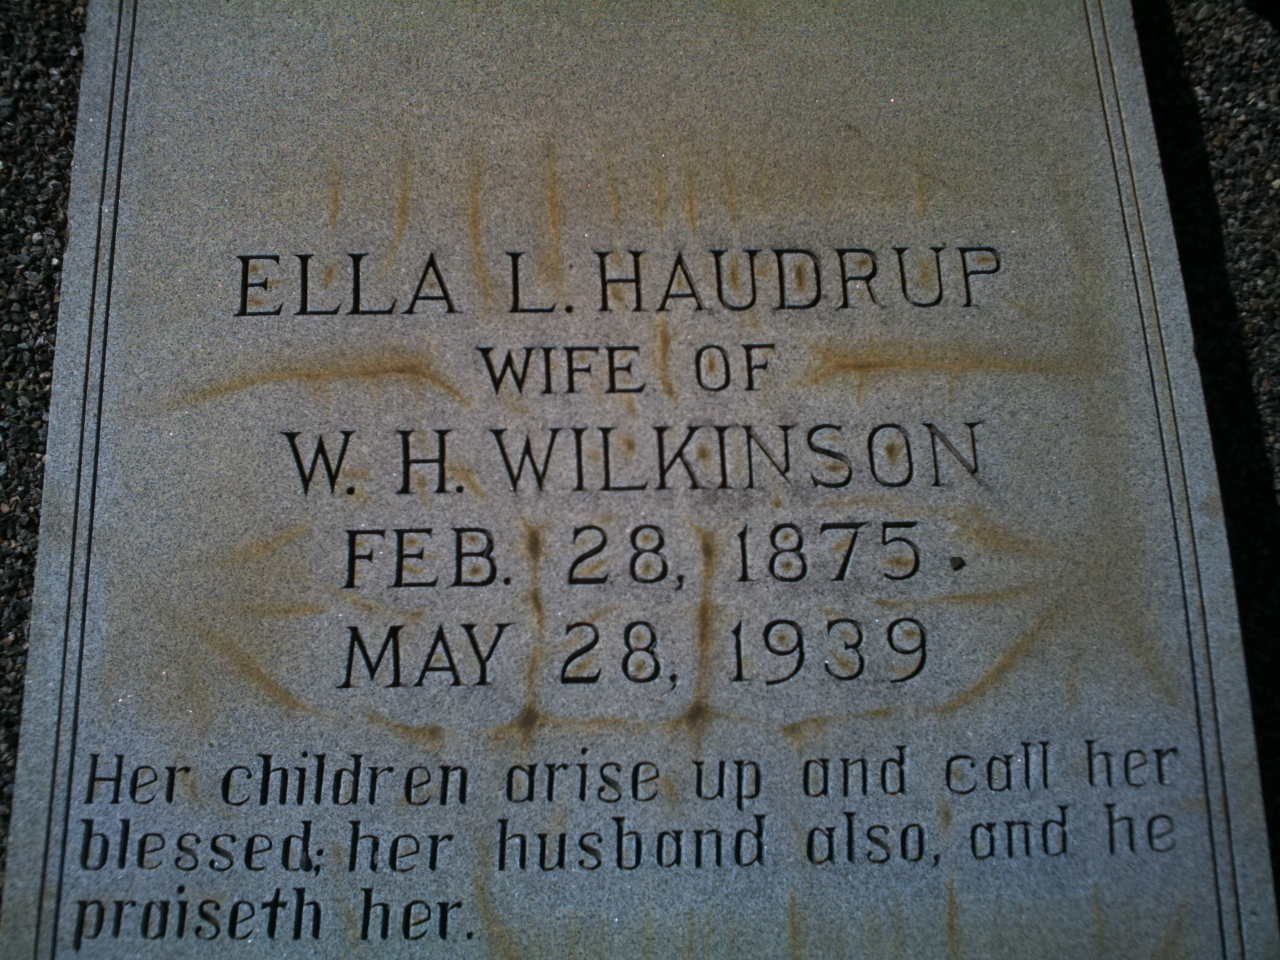 ELLA L. HAUDRUP
WIFE OF
W. H. WILKINSON
FEB. 28, 1875
MAY 28, 1939
Her children arise up and call her
blessed; her husband also, and he
praiseth her.